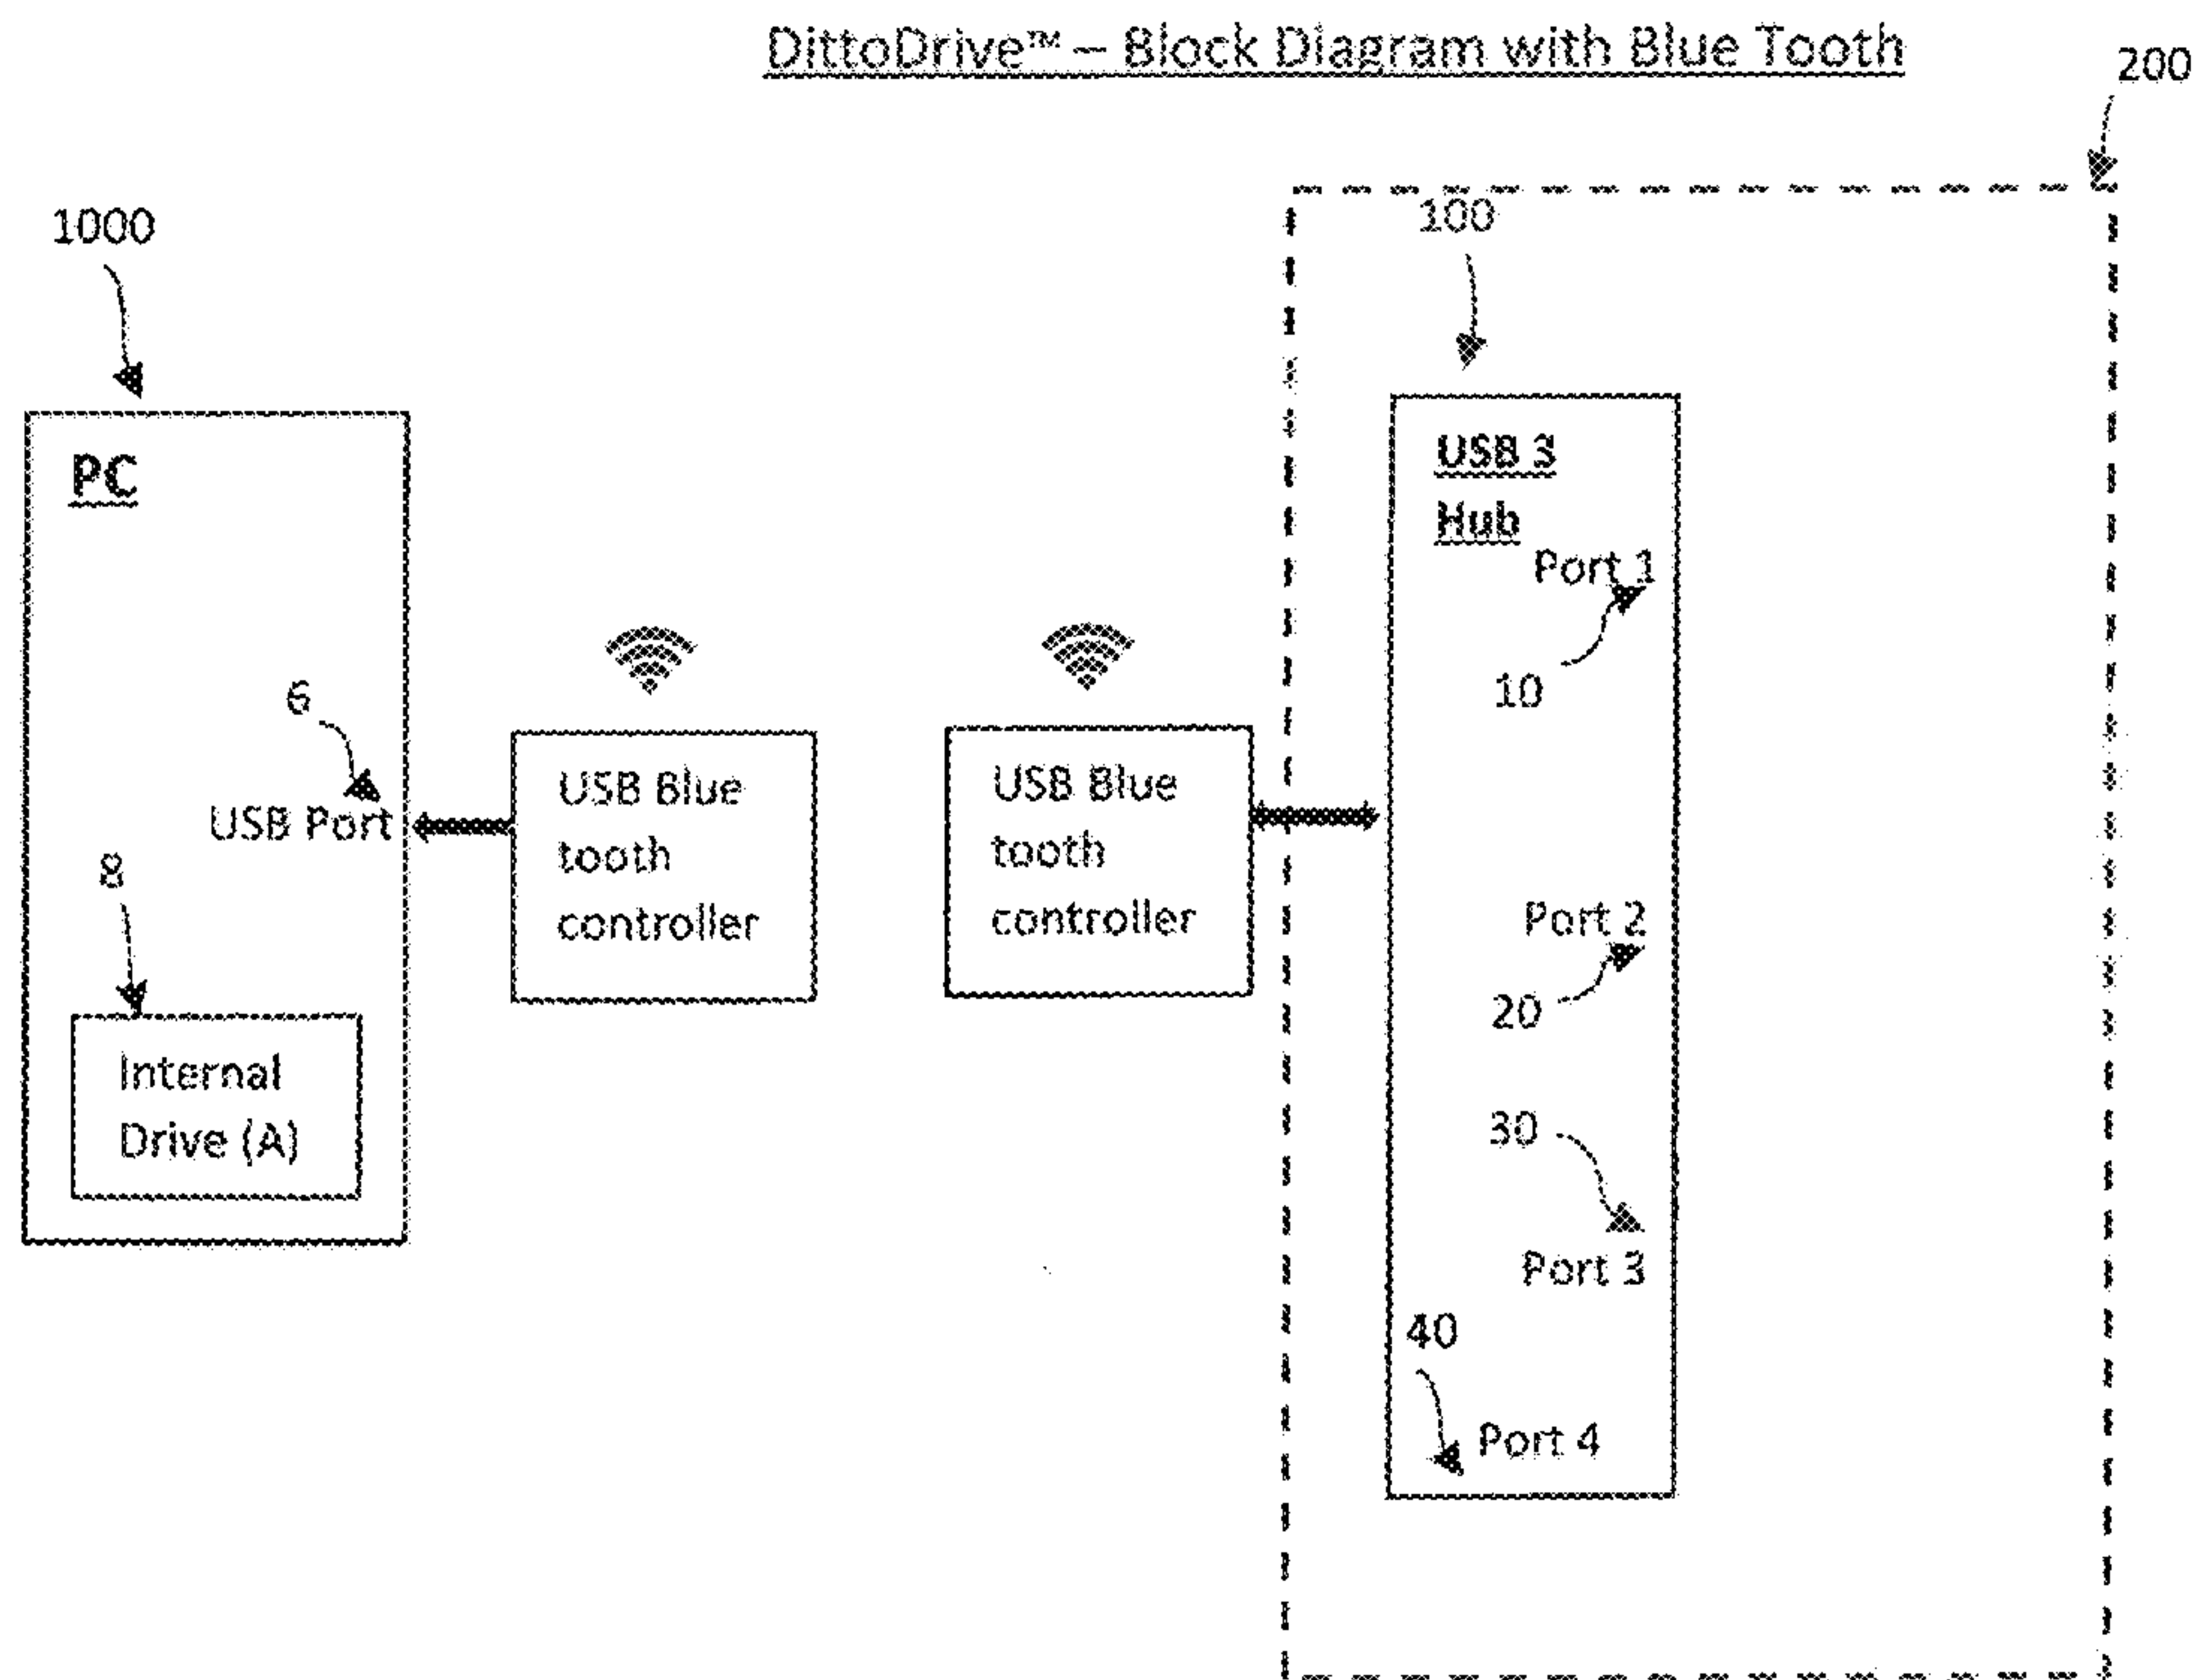 DittoDrive™ – Block Diagram with Blue Tooth
200
1000
100
PC
USB 3
Hub
Port 1
10
6
USB Port
USB Blue
tooth
controller
USB Blue
tooth
controller
8
Internal
Drive (A)
Port 2
20
30
Port 3
40
Port 4